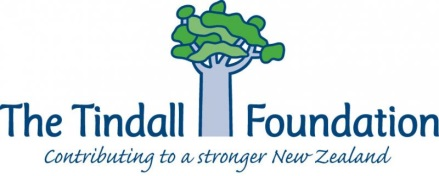 The Tindall Foundation
Contributing to a stronger New Zealand